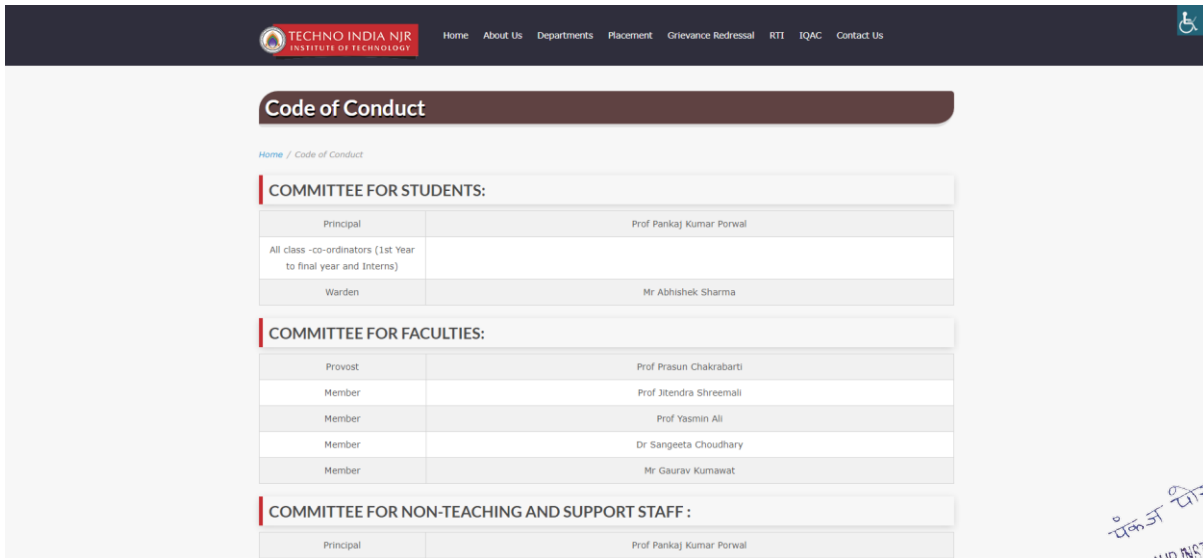 TECHNO INDIA NJR
INSTITUTE OF TECHNOLOGY
Home About Us Departments Placement Grievance Redressal RTI IQAC Contact Us
Code of Conduct
Home / Code of Conduct
COMMITTEE FOR STUDENTS:
Principal Prof Pankaj Kumar Porwal
All class -co-ordinators (1st Year
to final year and Interns)
Warden Mr Abhishek Sharma
COMMITTEE FOR FACULTIES:
Provost Prof Prasun Chakrabarti
Member Prof Jitendra Shreemali
Member Prof Yasmin Ali
Member Dr Sangeeta Choudhary
Member Mr Gaurav Kumawat
COMMITTEE FOR NON-TEACHING AND SUPPORT STAFF :
Principal Prof Pankaj Kumar Porwal
पंकज